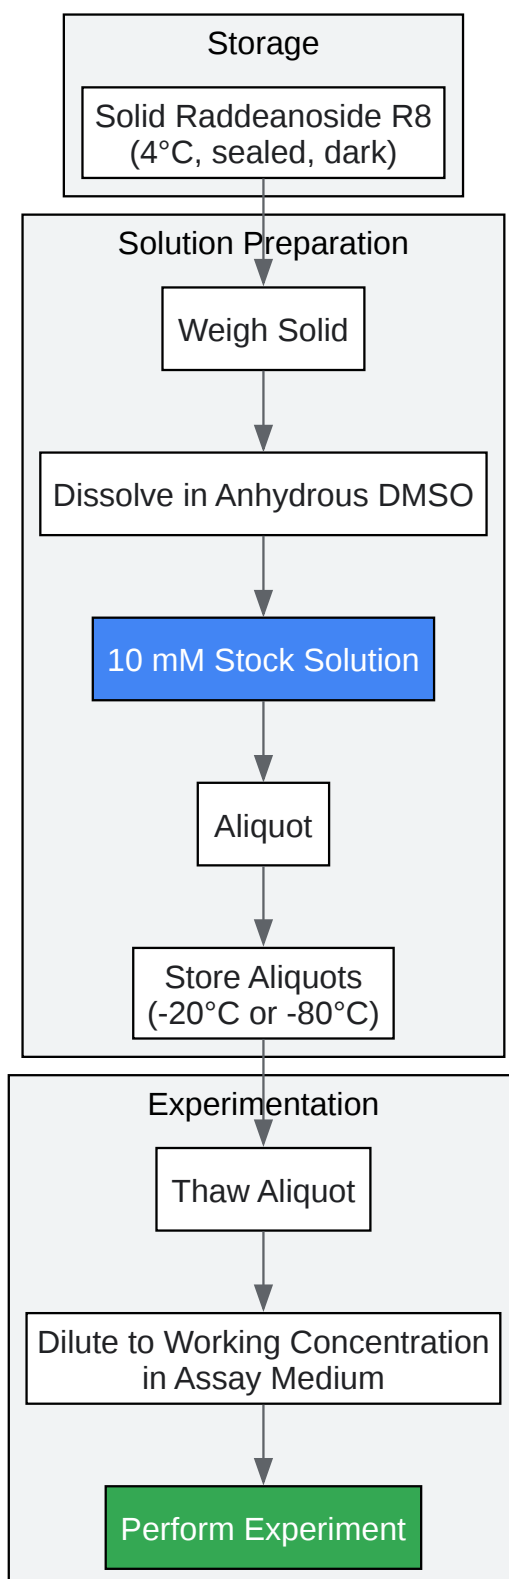 Storage
Solid Raddeanoside R8
(4°C, sealed, dark)
Solution Preparation
Weigh Solid
Dissolve in Anhydrous DMSO
10 mM Stock Solution
Aliquot
Store Aliquots
(-20°C or -80°C)
Experimentation
Thaw Aliquot
Dilute to Working Concentration
in Assay Medium
Perform Experiment